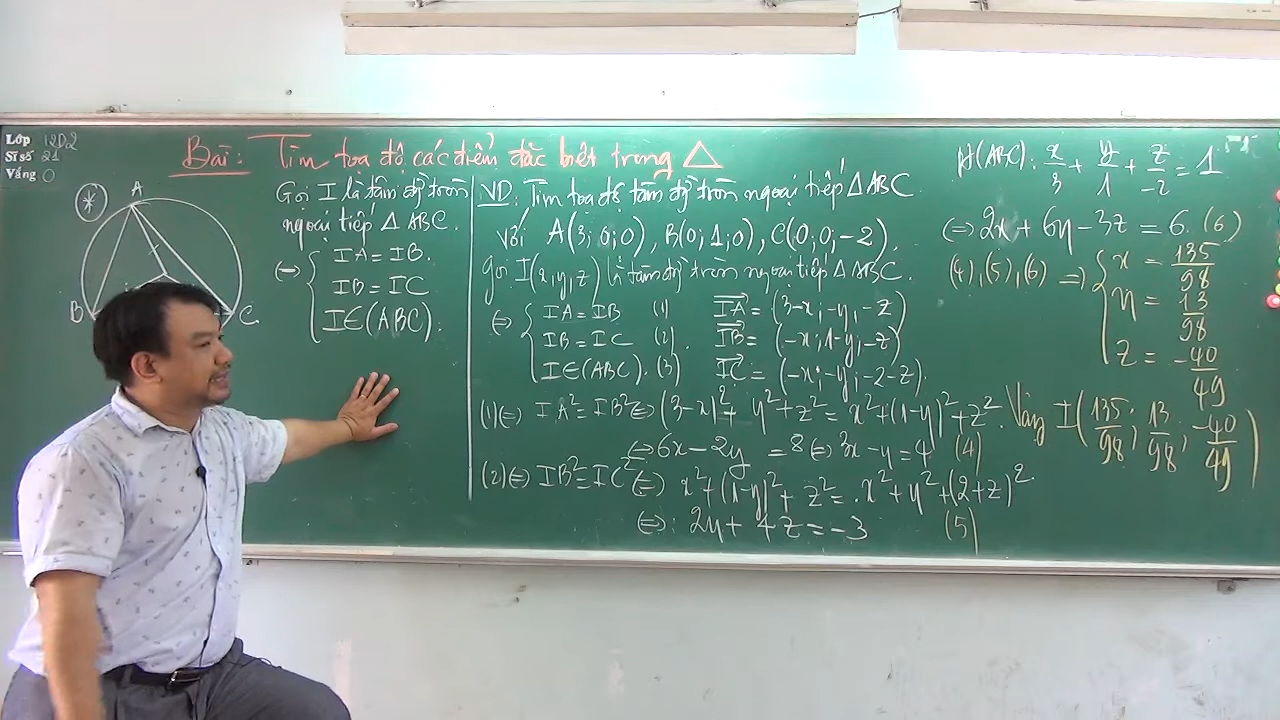 Lớp 12D2
Sĩ số 21
Vắng 0
Bài: Tìm tọa độ các điểm đặc biệt trong △
(*)
A
B
C
Gọi I là tâm đg tròn
ngoại tiếp △ ABC.
(=) { IA = IB.
IB = IC
I∈(ABC).
VD: Tìm tọa độ tâm đg tròn ngoại tiếp △ ABC
với A(3;0;0), B(0;1;0), C(0;0;-2).
gọi I(x,y,z) là tâm đg tròn ngoại tiếp △ ABC.
(=) { IA = IB (1) IA = (3-x; -y; -z)
IB = IC (2). IB = (-x; 1-y; -z)
I∈(ABC). (3) IC = (-x; -y; -2-z).
(1)(=) IA² = IB² (=) (3-x)² + y² + z² = x² + (1-y)² + z².
(=) 6x - 2y = 8 (=) 3x - y = 4 (4)
(2)(=) IB² = IC² (=) x² + (1-y)² + z² = x² + y² + (2+z)²
(=): 2y + 4z = -3 (5)
pt(ABC): x/3 + y/1 + z/-2 = 1
(=) 2x + 6y - 3z = 6. (6)
(4),(5),(6) => { x = 135/98
y = 13/98
z = -40/49
Vậy I(135/98; 13/98; -40/49)